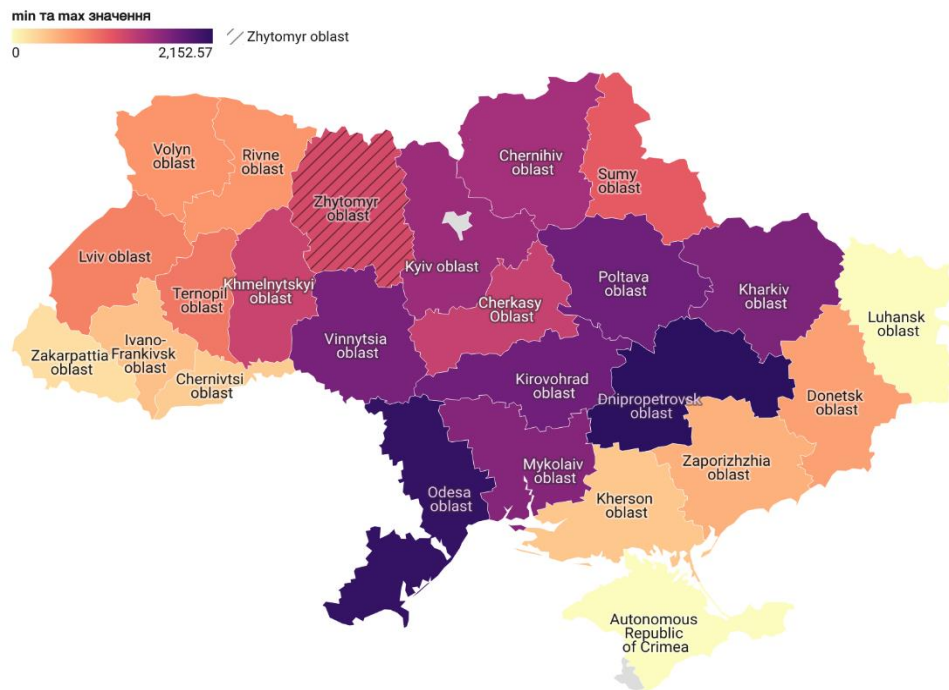 min та max значення
0
2,152.57
Zhytomyr oblast
Volyn
oblast
Rivne
oblast
Zhytomyr
oblast
Chernihiv
oblast
Sumy
oblast
Lviv oblast
Ternopil
oblast
Khmelnytskyi
oblast
Kyiv oblast
Cherkasy
Oblast
Poltava
oblast
Kharkiv
oblast
Luhansk
oblast
Zakarpattia
oblast
Ivano-
Frankivsk
oblast
Chernivtsi
oblast
Vinnytsia
oblast
Kirovohrad
oblast
Dnipropetrovsk
oblast
Donetsk
oblast
Odesa
oblast
Mykolaiv
oblast
Kherson
oblast
Zaporizhzhia
oblast
Autonomous
Republic
of Crimea